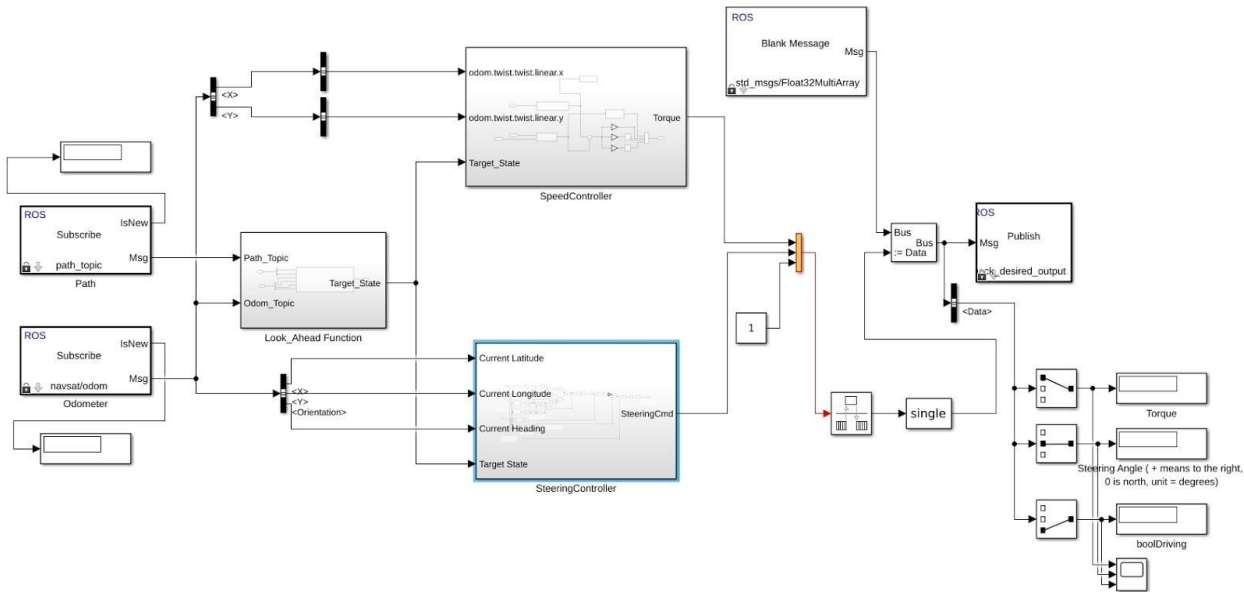 ROS
Blank Message
Msg
std_msgs/Float32MultiArray
<X>
<Y>
odom.twist.twist.linear.x
odom.twist.twist.linear.y
Target_State
Torque
SpeedController
ROS
IsNew
Subscribe
Msg
path_topic
Path
Path_Topic
Odom_Topic
Target_State
Look_Ahead Function
ROS
IsNew
Subscribe
Msg
navsat/odom
Odometer
<X>
<Y>
<Orientation>
Current Latitude
Current Longitude
Current Heading
Target State
SteeringCmd
SteeringController
1
single
Bus
:= Data
Bus
ROS
Publish
Msg
ck_desired_output
<Data>
Torque
Steering Angle ( + means to the right,
0 is north, unit = degrees)
boolDriving